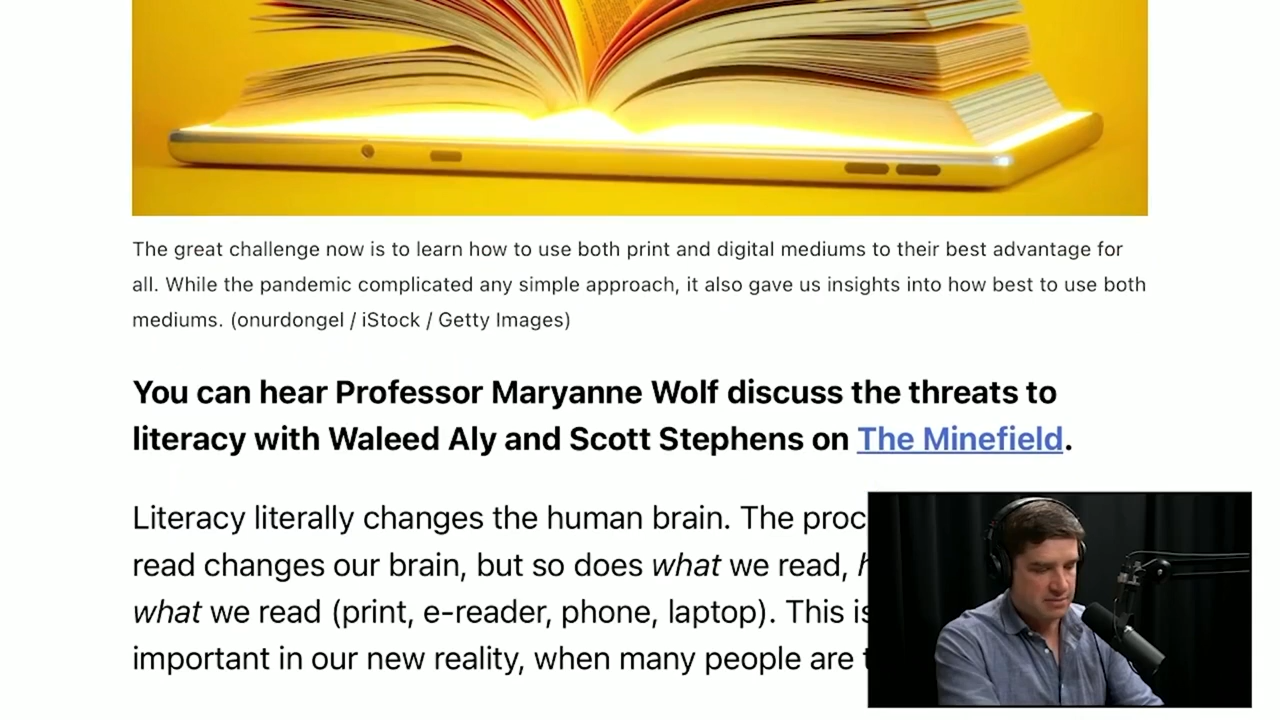 The great challenge now is to learn how to use both print and digital mediums to their best advantage for
all. While the pandemic complicated any simple approach, it also gave us insights into how best to use both
mediums. (onurdongel / iStock / Getty Images)
You can hear Professor Maryanne Wolf discuss the threats to
literacy with Waleed Aly and Scott Stephens on The Minefield.
Literacy literally changes the human brain. The
read changes our brain, but so does what we read,
what we read (print, e-reader, phone, laptop). This
important in our new reality, when many people are